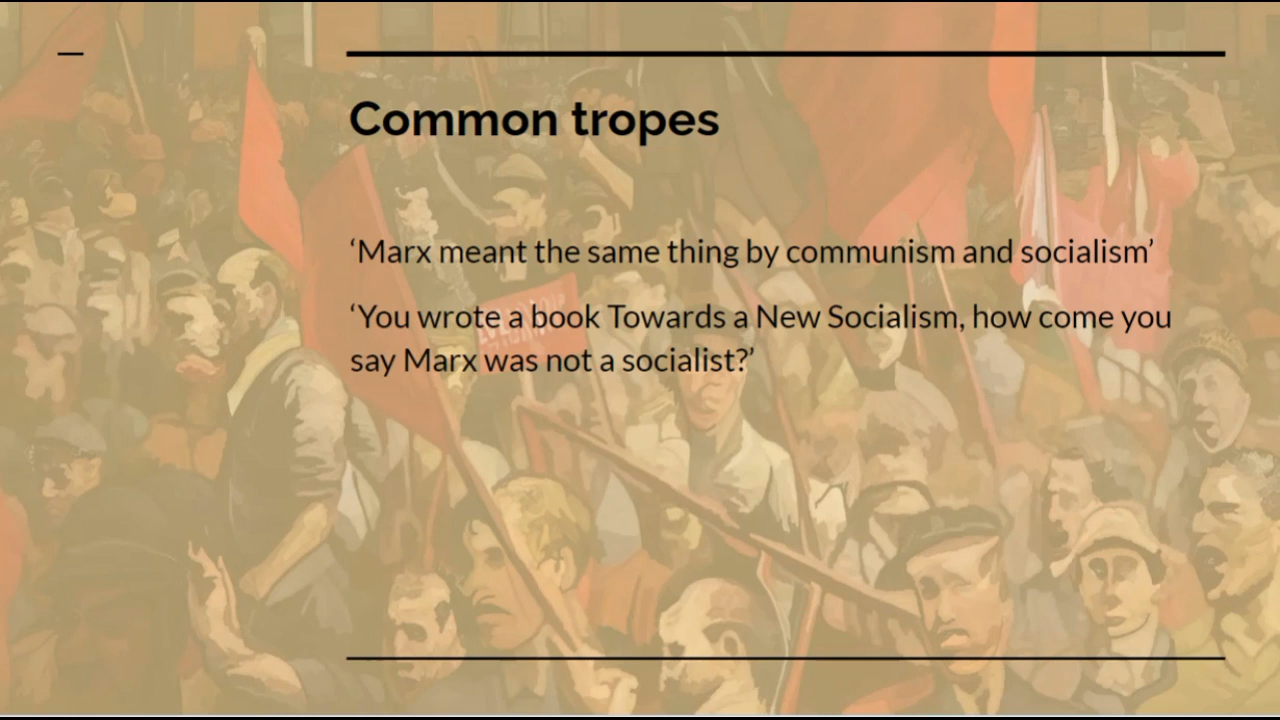 Common tropes
‘Marx meant the same thing by communism and socialism’
‘You wrote a book Towards a New Socialism, how come you
say Marx was not a socialist?’